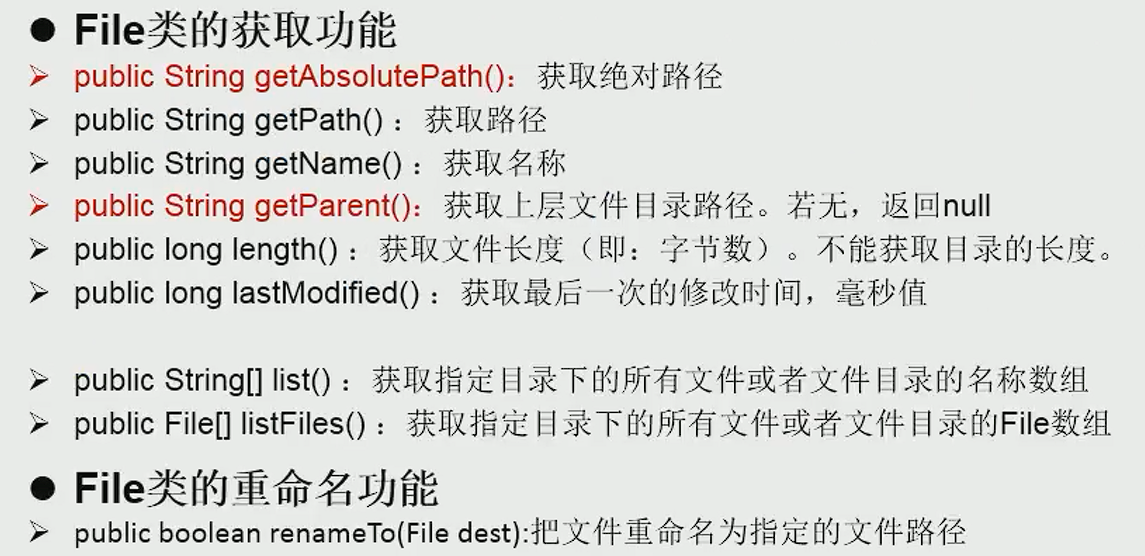 ● File类的获取功能
➢ public String getAbsolutePath()：获取绝对路径
➢ public String getPath() ：获取路径
➢ public String getName() ：获取名称
➢ public String getParent()：获取上层文件目录路径。若无，返回null
➢ public long length() ：获取文件长度（即：字节数）。不能获取目录的长度。
➢ public long lastModified() ：获取最后一次的修改时间，毫秒值
➢ public String[] list() ：获取指定目录下的所有文件或者文件目录的名称数组
➢ public File[] listFiles() ：获取指定目录下的所有文件或者文件目录的File数组
● File类的重命名功能
➢ public boolean renameTo(File dest):把文件重命名为指定的文件路径